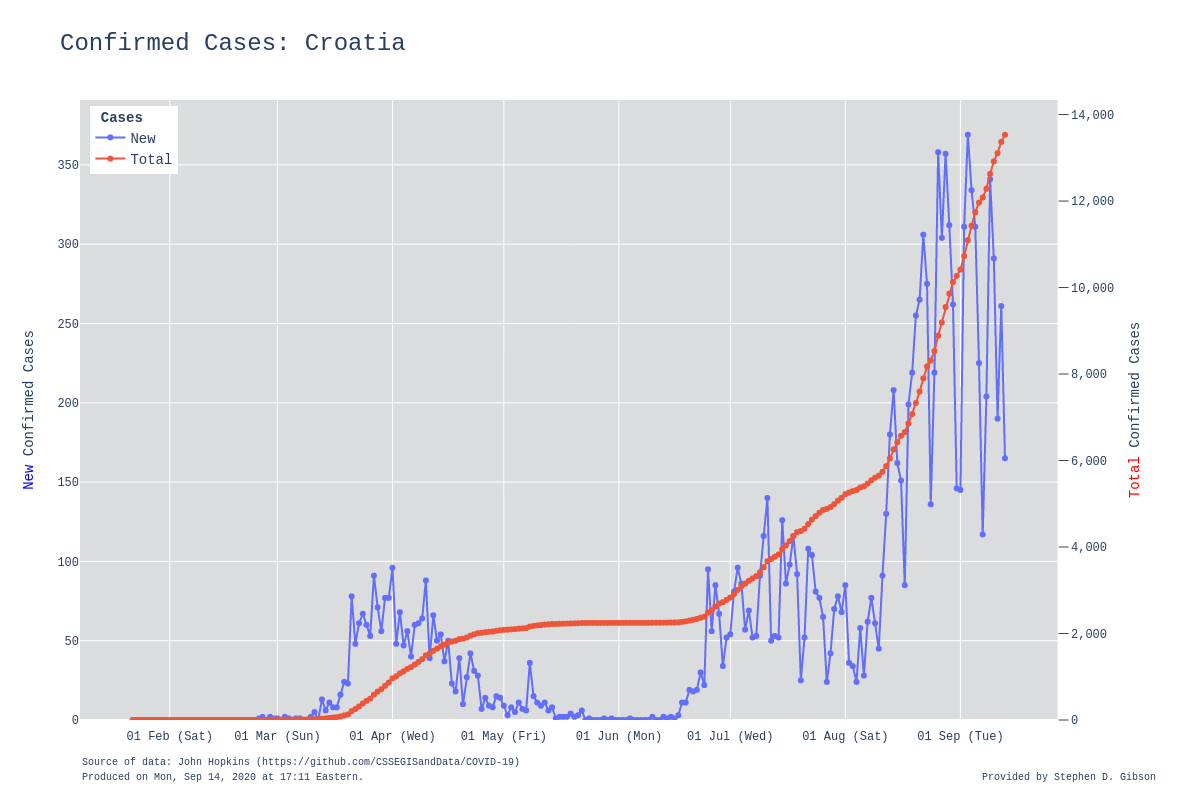 Confirmed Cases: Croatia
Cases
New
Total
350
300
250
200
150
100
50
0
14,000
12,000
10,000
8,000
6,000
4,000
2,000
0
New Confirmed Cases
Total Confirmed Cases
01 Feb (Sat) 01 Mar (Sun) 01 Apr (Wed) 01 May (Fri) 01 Jun (Mon) 01 Jul (Wed) 01 Aug (Sat) 01 Sep (Tue)
Source of data: John Hopkins (https://github.com/CSSEGISandData/COVID-19)
Produced on Mon, Sep 14, 2020 at 17:11 Eastern.
Provided by Stephen D. Gibson